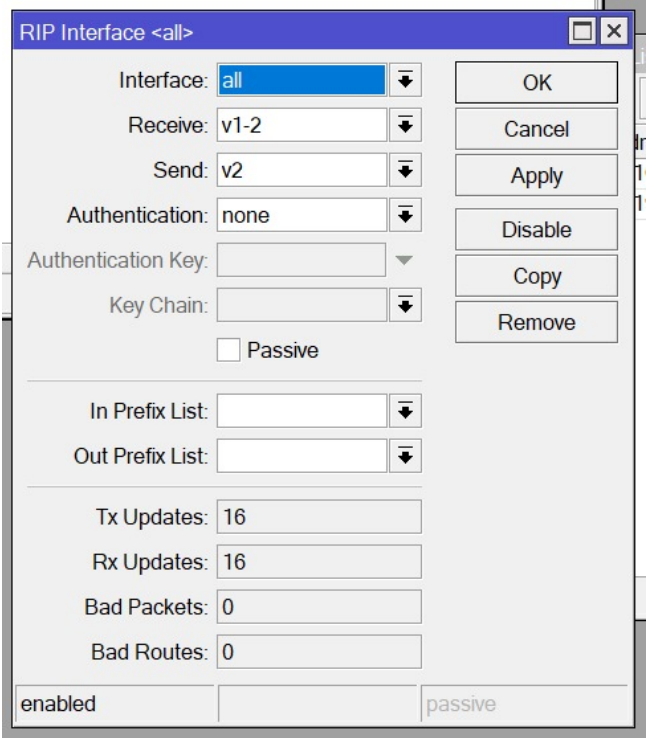 RIP Interface <all>
Interface: all
OK
Receive: v1-2
Cancel
Send: v2
Apply
Authentication: none
Disable
Authentication Key:
Copy
Key Chain:
Remove
Passive
In Prefix List:
Out Prefix List:
Tx Updates: 16
Rx Updates: 16
Bad Packets: 0
Bad Routes: 0
enabled
passive